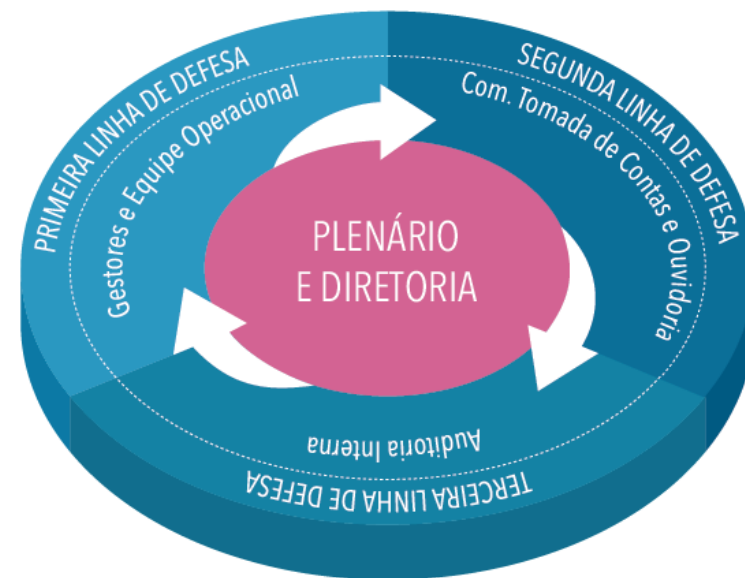 PRIMEIRA LINHA DE DEFESA
Gestores e Equipe Operacional
SEGUNDA LINHA DE DEFESA
Com. Tomada de Contas e Ouvidoria
PLENÁRIO
E DIRETORIA
Auditoria Interna
TERCEIRA LINHA DE DEFESA